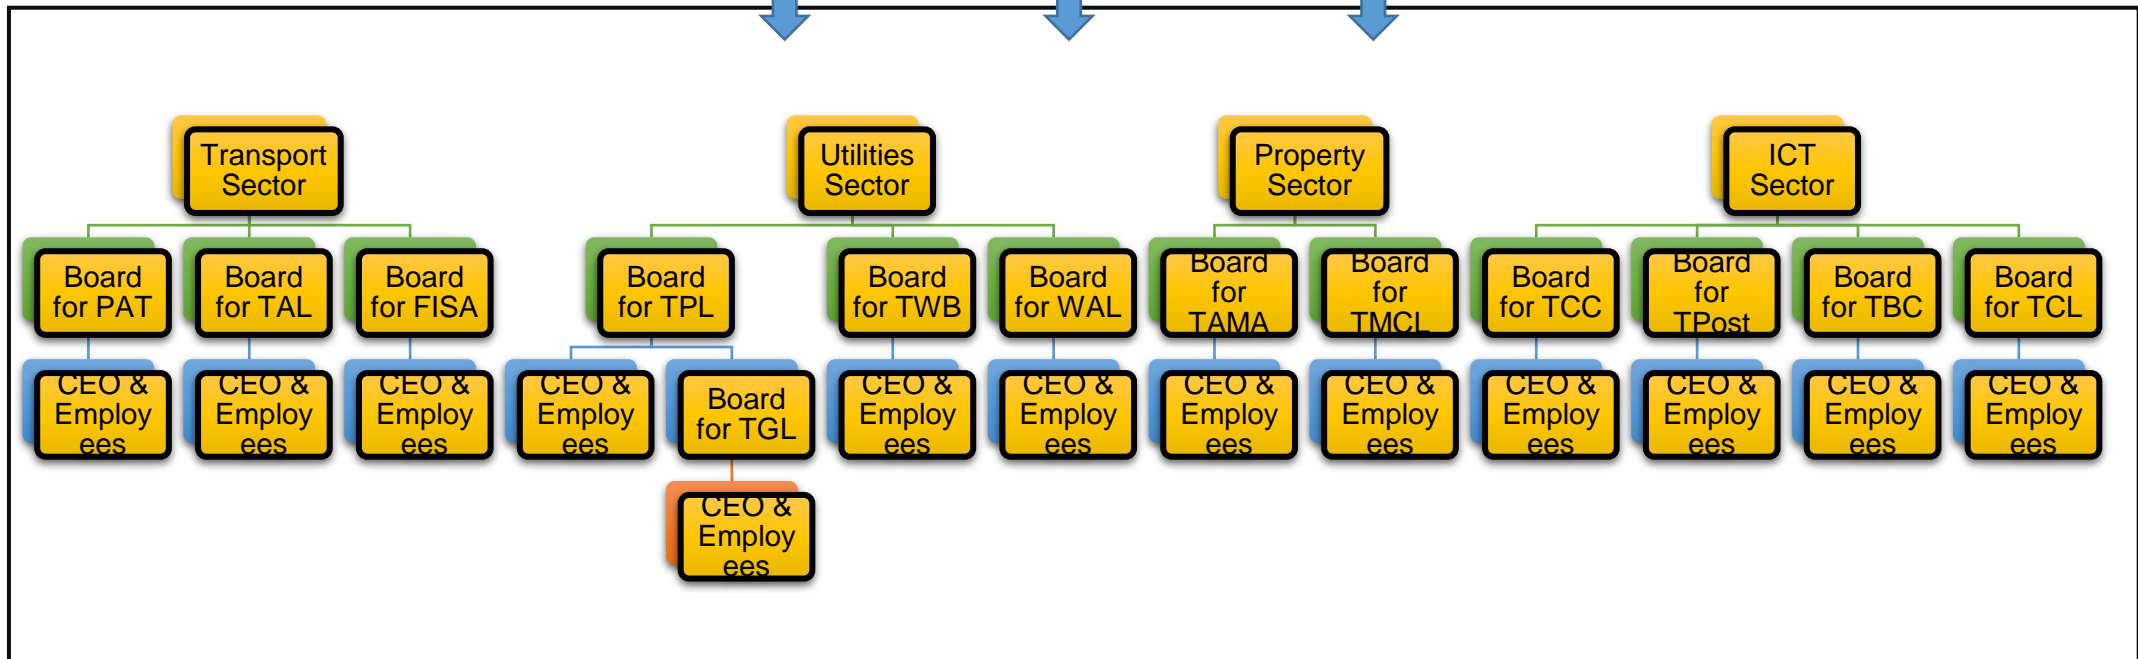 Transport
Sector
Utilities
Sector
Property
Sector
ICT
Sector
Board
for PAT
Board
for TAL
Board
for FISA
Board
for TPL
Board
for TWB
Board
for WAL
Board
for
TAMA
Board
for
TMCL
Board
for TCC
Board
for
TPost
Board
for TBC
Board
for TCL
CEO &
Employ
ees
CEO &
Employ
ees
CEO &
Employ
ees
CEO &
Employ
ees
Board
for TGL
CEO &
Employ
ees
CEO &
Employ
ees
CEO &
Employ
ees
CEO &
Employ
ees
CEO &
Employ
ees
CEO &
Employ
ees
CEO &
Employ
ees
CEO &
Employ
ees
CEO &
Employ
ees